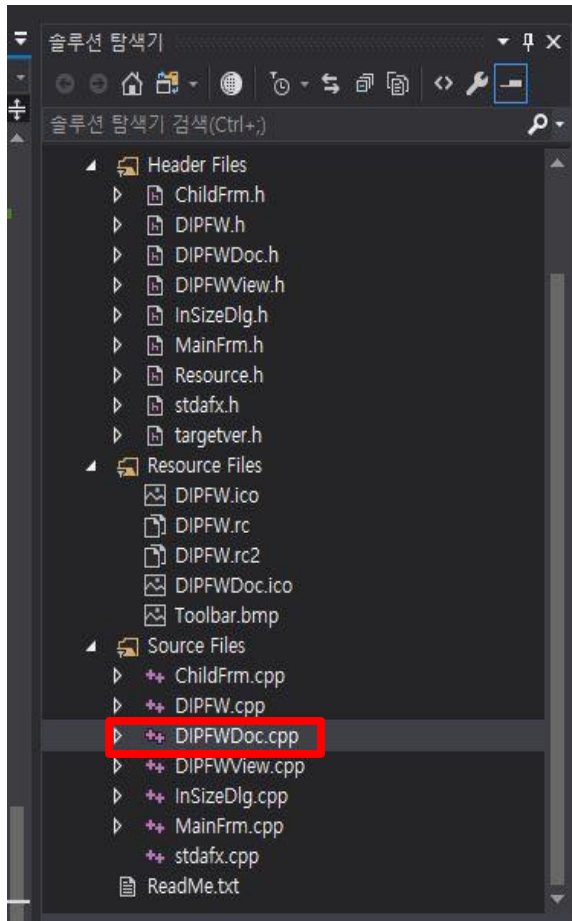 솔루션 탐색기
솔루션 탐색기 검색(Ctrl+;)
Header Files
ChildFrm.h
DIPFW.h
DIPFWDoc.h
DIPFWView.h
InSizeDlg.h
MainFrm.h
Resource.h
stdafx.h
targetver.h
Resource Files
DIPFW.ico
DIPFW.rc
DIPFW.rc2
DIPFWDoc.ico
Toolbar.bmp
Source Files
ChildFrm.cpp
DIPFW.cpp
DIPFWDoc.cpp
DIPFWView.cpp
InSizeDlg.cpp
MainFrm.cpp
stdafx.cpp
ReadMe.txt